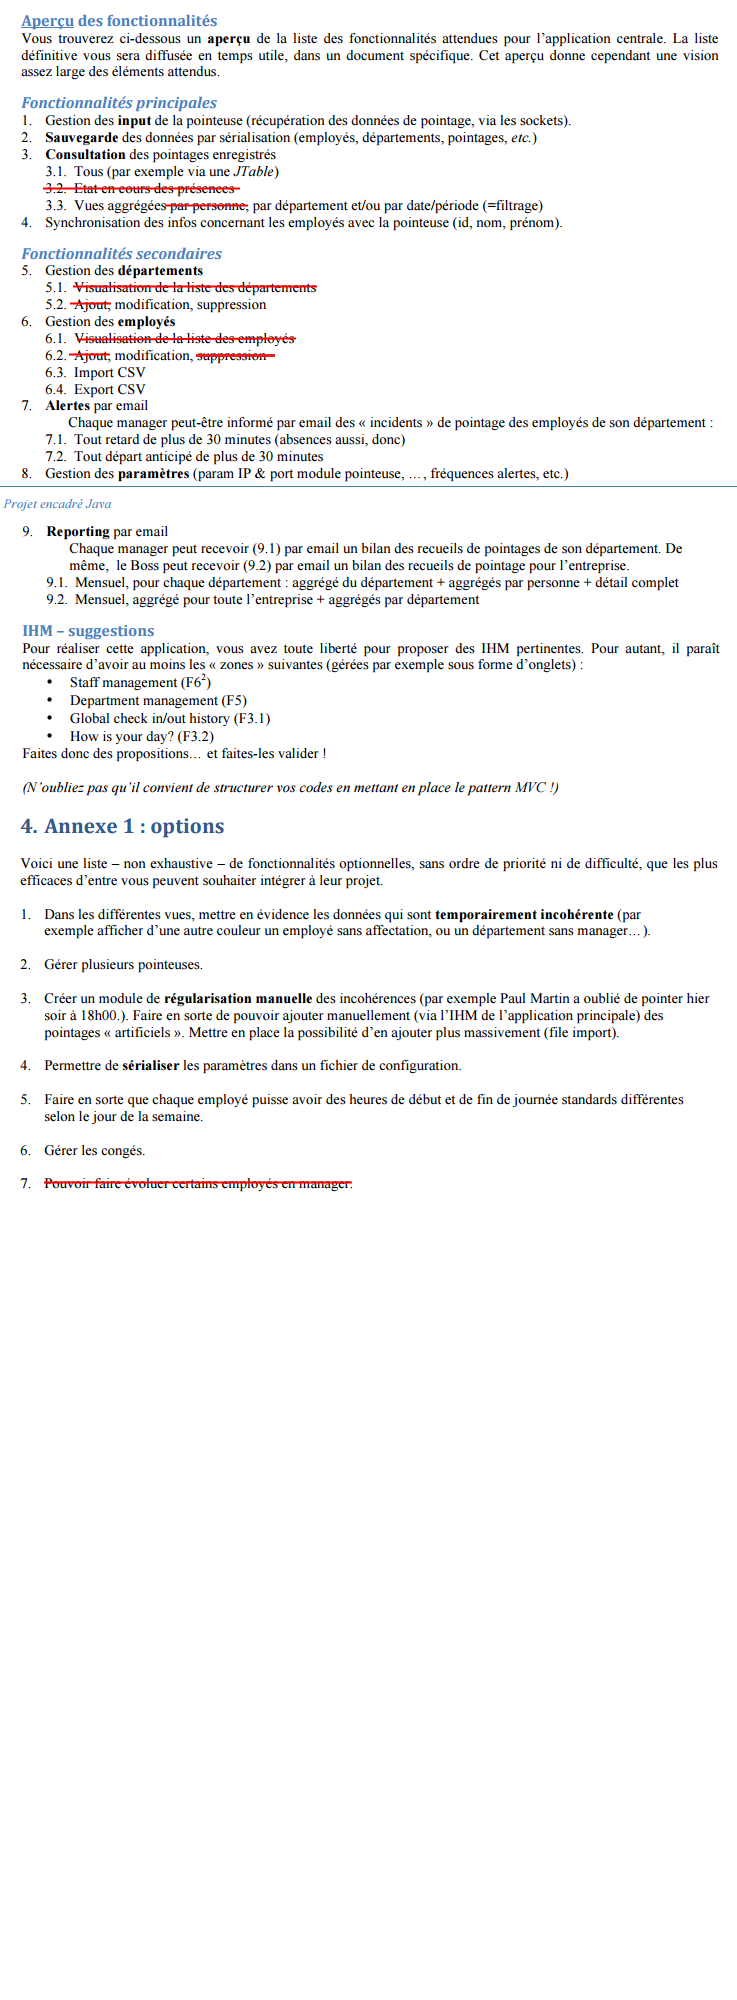 Aperçu des fonctionnalités
Vous trouverez ci-dessous un aperçu de la liste des fonctionnalités attendues pour l'application centrale. La liste
définitive vous sera diffusée en temps utile, dans un document spécifique. Cet aperçu donne cependant une vision
assez large des éléments attendus.
Fonctionnalités principales
1. Gestion des input de la pointeuse (récupération des données de pointage, via les sockets).
2. Sauvegarde des données par sérialisation (employés, départements, pointages, etc.)
3. Consultation des pointages enregistrés
3.1. Tous (par exemple via une JTable)
3.2. Etat en cours des présences
3.3. Vues aggrégées par personne, par département et/ou par date/période (=filtrage)
4. Synchronisation des infos concernant les employés avec la pointeuse (id, nom, prénom).
Fonctionnalités secondaires
5. Gestion des départements
5.1. Visualisation de la liste des départements
5.2. Ajout, modification, suppression
6. Gestion des employés
6.1. Visualisation de la liste des employés
6.2. Ajout, modification, suppression
6.3. Import CSV
6.4. Export CSV
7. Alertes par email
Chaque manager peut-être informé par email des « incidents » de pointage des employés de son département :
7.1. Tout retard de plus de 30 minutes (absences aussi, donc)
7.2. Tout départ anticipé de plus de 30 minutes
8. Gestion des paramètres (param IP & port module pointeuse, …, fréquences alertes, etc.)
Projet encadré Java
9. Reporting par email
Chaque manager peut recevoir (9.1) par email un bilan des recueils de pointages de son département. De
même, le Boss peut recevoir (9.2) par email un bilan des recueils de pointage pour l'entreprise.
9.1. Mensuel, pour chaque département : aggrégé du département + aggrégés par personne + détail complet
9.2. Mensuel, aggrégé pour toute l'entreprise + aggrégés par département
IHM – suggestions
Pour réaliser cette application, vous avez toute liberté pour proposer des IHM pertinentes. Pour autant, il paraît
nécessaire d'avoir au moins les « zones » suivantes (gérées par exemple sous forme d'onglets) :
• Staff management (F6²)
• Department management (F5)
• Global check in/out history (F3.1)
• How is your day? (F3.2)
Faites donc des propositions… et faites-les valider !
(N'oubliez pas qu'il convient de structurer vos codes en mettant en place le pattern MVC !)
4. Annexe 1 : options
Voici une liste – non exhaustive – de fonctionnalités optionnelles, sans ordre de priorité ni de difficulté, que les plus
efficaces d'entre vous peuvent souhaiter intégrer à leur projet.
1. Dans les différentes vues, mettre en évidence les données qui sont temporairement incohérente (par
exemple afficher d'une autre couleur un employé sans affectation, ou un département sans manager…).
2. Gérer plusieurs pointeuses.
3. Créer un module de régularisation manuelle des incohérences (par exemple Paul Martin a oublié de pointer hier
soir à 18h00.). Faire en sorte de pouvoir ajouter manuellement (via l'IHM de l'application principale) des
pointages « artificiels ». Mettre en place la possibilité d'en ajouter plus massivement (file import).
4. Permettre de sérialiser les paramètres dans un fichier de configuration.
5. Faire en sorte que chaque employé puisse avoir des heures de début et de fin de journée standards différentes
selon le jour de la semaine.
6. Gérer les congés.
7. Pouvoir faire évoluer certains employés en manager.